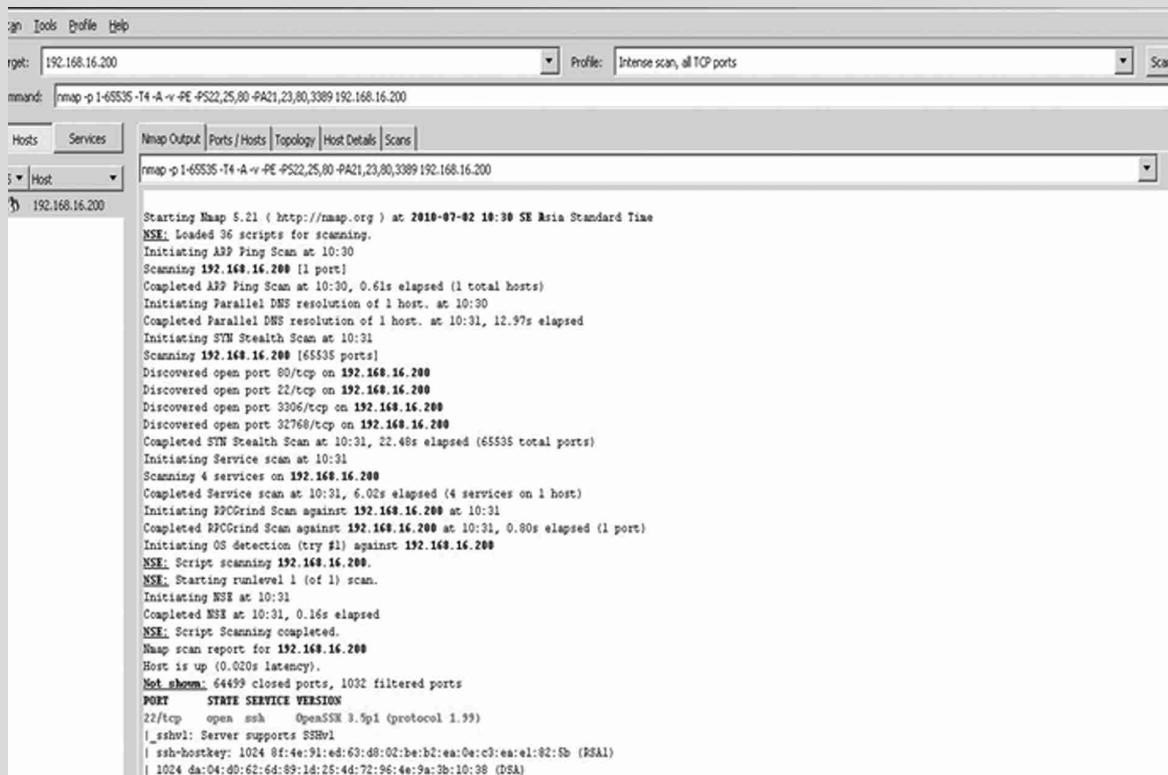 can Tools Profile Help
rget: 192.168.16.200 Profile: Intense scan, all TCP ports Sca
mmand: nmap -p 1-65535 -T4 -A -v -PE -PS22,25,80 -PA21,23,80,3389 192.168.16.200
Hosts Services Nmap Output Ports / Hosts Topology Host Details Scans
S Host nmap -p 1-65535 -T4 -A -v -PE -PS22,25,80 -PA21,23,80,3389 192.168.16.200
192.168.16.200
Starting Nmap 5.21 ( http://nmap.org ) at 2010-07-02 10:30 SE Asia Standard Time
NSE: Loaded 36 scripts for scanning.
Initiating ARP Ping Scan at 10:30
Scanning 192.168.16.200 [1 port]
Completed ARP Ping Scan at 10:30, 0.61s elapsed (1 total hosts)
Initiating Parallel DNS resolution of 1 host. at 10:30
Completed Parallel DNS resolution of 1 host. at 10:31, 12.97s elapsed
Initiating SYN Stealth Scan at 10:31
Scanning 192.168.16.200 [65535 ports]
Discovered open port 80/tcp on 192.168.16.200
Discovered open port 22/tcp on 192.168.16.200
Discovered open port 3306/tcp on 192.168.16.200
Discovered open port 32768/tcp on 192.168.16.200
Completed SYN Stealth Scan at 10:31, 22.48s elapsed (65535 total ports)
Initiating Service scan at 10:31
Scanning 4 services on 192.168.16.200
Completed Service scan at 10:31, 6.02s elapsed (4 services on 1 host)
Initiating RPCGrind Scan against 192.168.16.200 at 10:31
Completed RPCGrind Scan against 192.168.16.200 at 10:31, 0.80s elapsed (1 port)
Initiating OS detection (try #1) against 192.168.16.200
NSE: Script scanning 192.168.16.200.
NSE: Starting runlevel 1 (of 1) scan.
Initiating NSE at 10:31
Completed NSE at 10:31, 0.16s elapsed
NSE: Script Scanning completed.
Nmap scan report for 192.168.16.200
Host is up (0.020s latency).
Not shown: 64499 closed ports, 1032 filtered ports
PORT STATE SERVICE VERSION
22/tcp open ssh OpenSSH 3.5p1 (protocol 1.99)
|_sshv1: Server supports SSHv1
| ssh-hostkey: 1024 8f:4e:91:ed:63:d8:02:be:b2:ea:0e:c3:ea:e1:82:5b (RSA1)
| 1024 da:04:d0:62:6d:89:1d:25:4d:72:96:4e:9a:3b:10:38 (DSA)